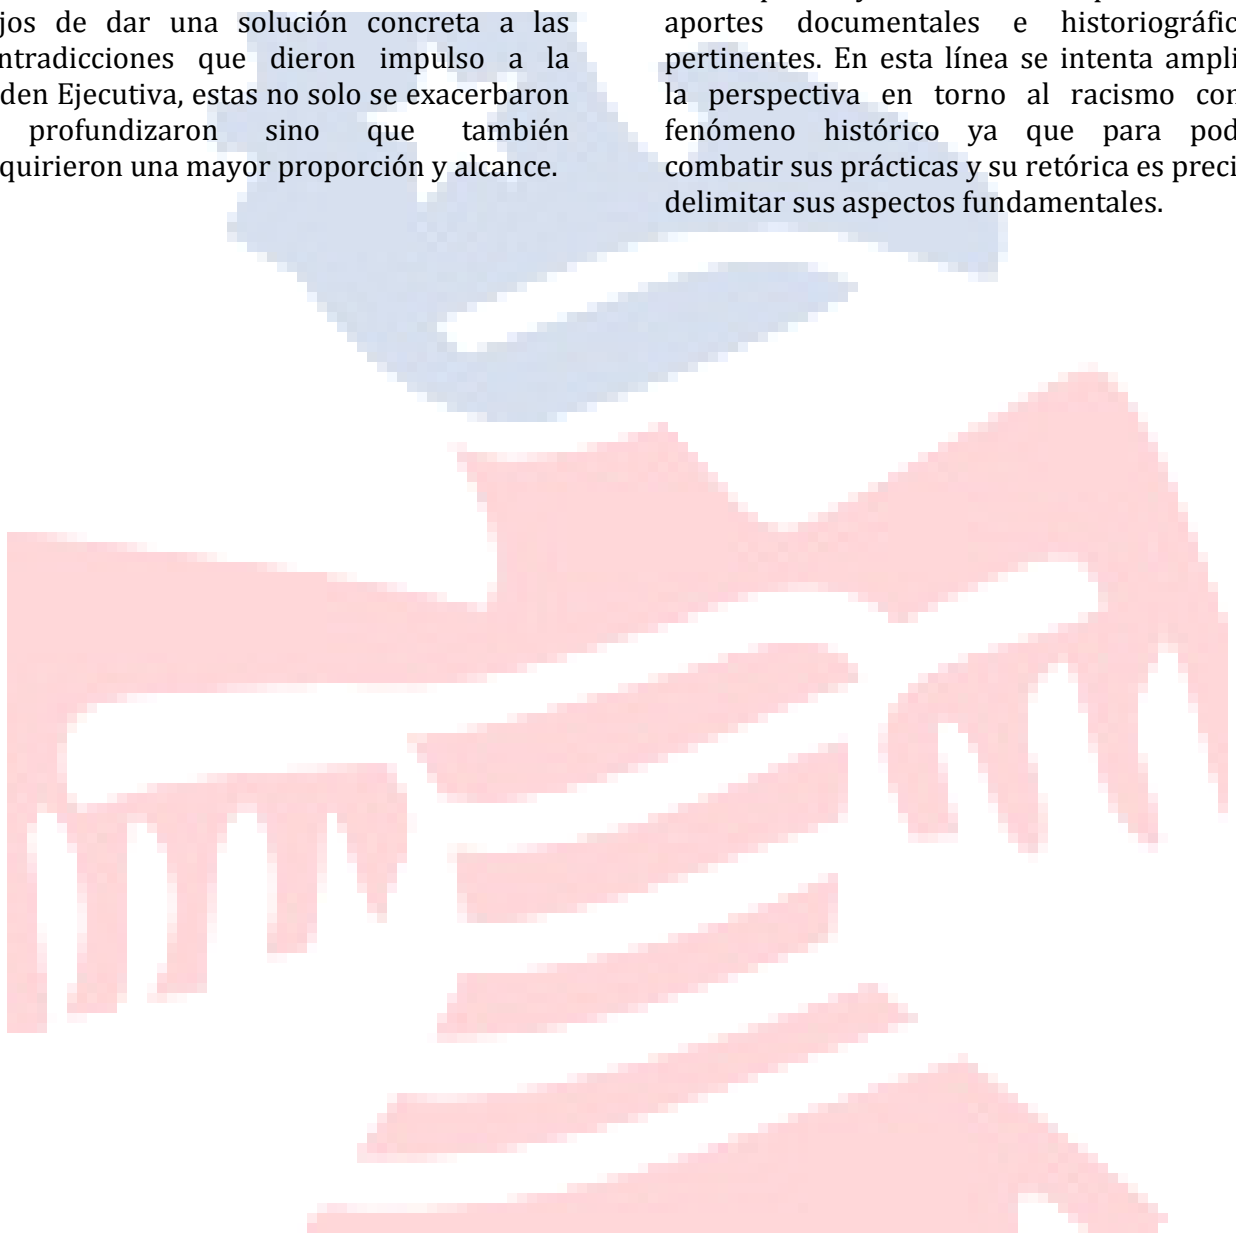 jos de dar una solución concreta a las
ntradicciones que dieron impulso a la
den Ejecutiva, estas no solo se exacerbaron
profundizaron sino que también
quirieron una mayor proporción y alcance.
aportes documentales e historiográfic
pertinentes. En esta línea se intenta ampli
la perspectiva en torno al racismo con
fenómeno histórico ya que para pod
combatir sus prácticas y su retórica es preci
delimitar sus aspectos fundamentales.